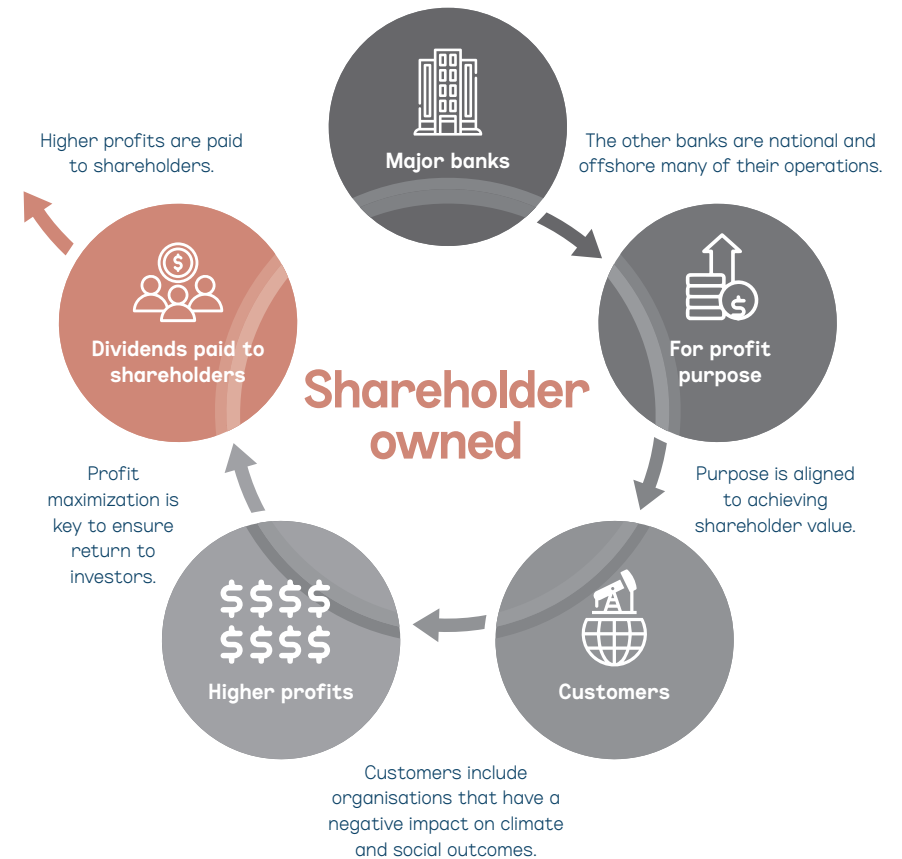 Major banks
The other banks are national and
offshore many of their operations.
For profit
purpose
Purpose is aligned
to achieving
shareholder value.
Customers
Customers include
organisations that have a
negative impact on climate
and social outcomes.
$$$$
$$$$
Higher profits
Profit
maximization is
key to ensure
return to
investors.
$
Dividends paid to
shareholders
Higher profits are paid
to shareholders.
Shareholder
owned
$